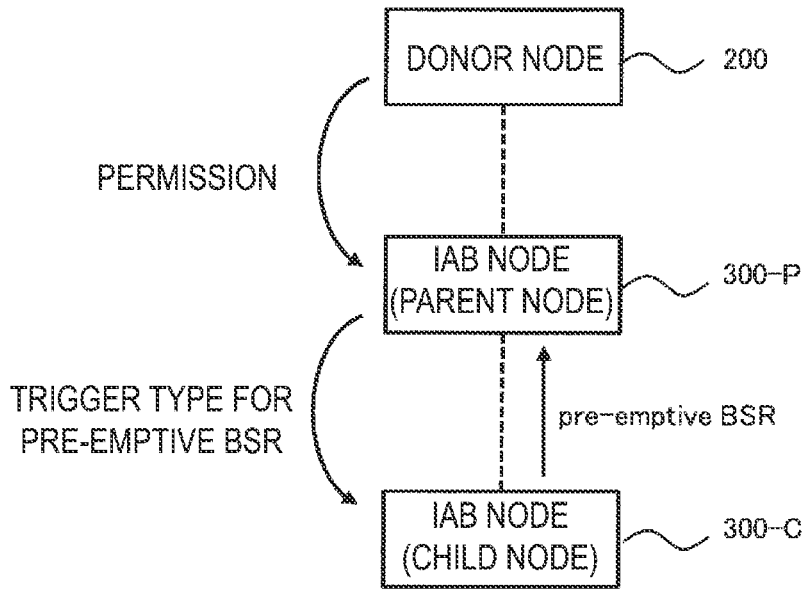 DONOR NODE
200
PERMISSION
IAB NODE
(PARENT NODE)
300-P
TRIGGER TYPE FOR
PRE-EMPTIVE BSR
pre-emptive BSR
IAB NODE
(CHILD NODE)
300-C